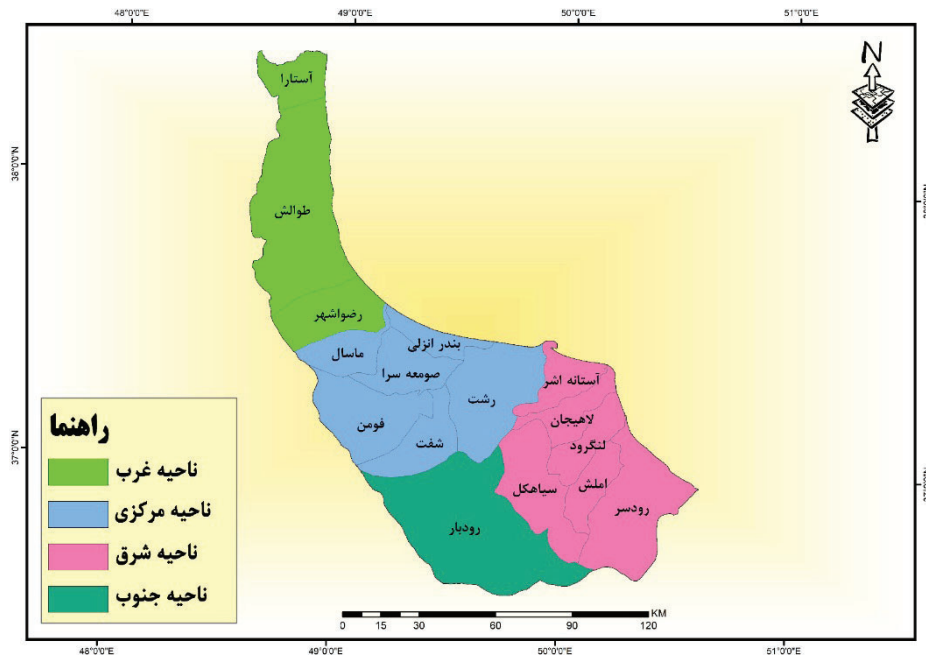 48°0'0"E 49°0'0"E 50°0'0"E 51°0'0"E
N
آستارا
38°0'0"N
طوالش
رضواشهر
بندر انزلی
ماسال
صومعه سرا
آستانه اشر
رشت
لاهیجان
فومن
شفت
لنگرود
37°0'0"N
سیاهکل
املش
رودسر
رودبار
راهنما
ناحیه غرب
ناحیه مرکزی
ناحیه شرق
ناحیه جنوب
KM
0 15 30 60 90 120
48°0'0"E 49°0'0"E 50°0'0"E 51°0'0"E